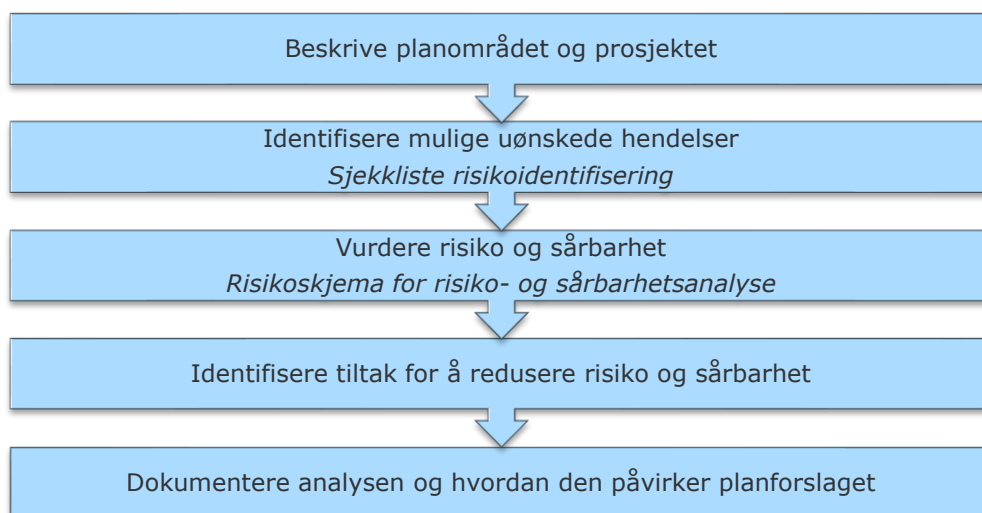 Beskrive planområdet og prosjektet
Identifisere mulige uønskede hendelser
Sjekkliste risikoidentifisering
Vurdere risiko og sårbarhet
Risikoskjema for risiko- og sårbarhetsanalyse
Identifisere tiltak for å redusere risiko og sårbarhet
Dokumentere analysen og hvordan den påvirker planforslaget